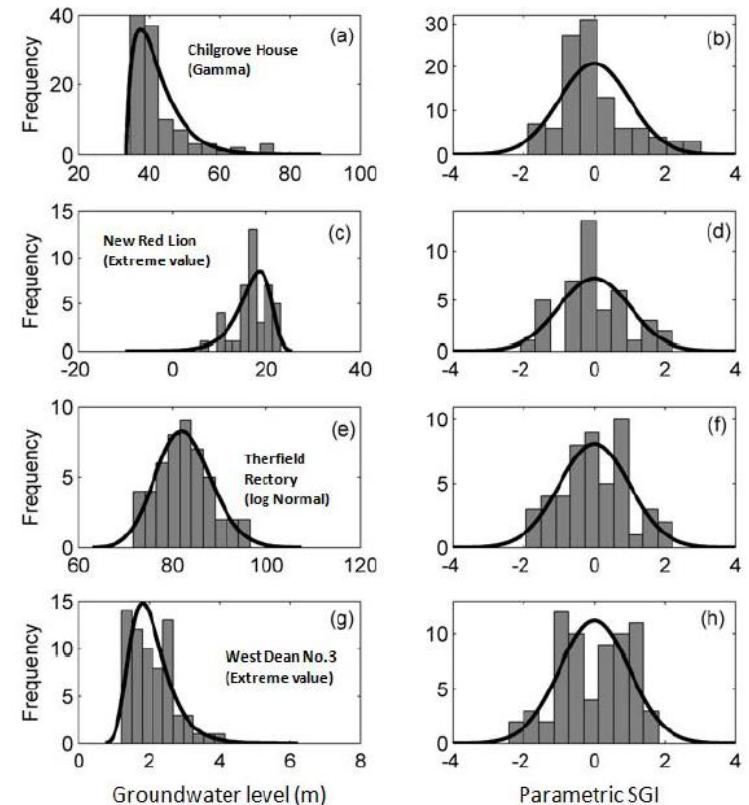 40
20
0
Frequency
(a)
Chilgrove House
(Gamma)
20 40 60 80 100
30
20
10
0
(b)
-4 -2 0 2 4
15
10
5
0
Frequency
(c)
New Red Lion
(Extreme value)
-20 0 20 40
10
5
0
(d)
-4 -2 0 2 4
10
5
0
Frequency
(e)
Therfield
Rectory
(log Normal)
60 80 100 120
10
5
0
(f)
-4 -2 0 2 4
15
10
5
0
Frequency
(g)
West Dean No.3
(Extreme value)
0 2 4 6 8
Groundwater level (m)
10
5
0
(h)
-4 -2 0 2 4
Parametric SGI